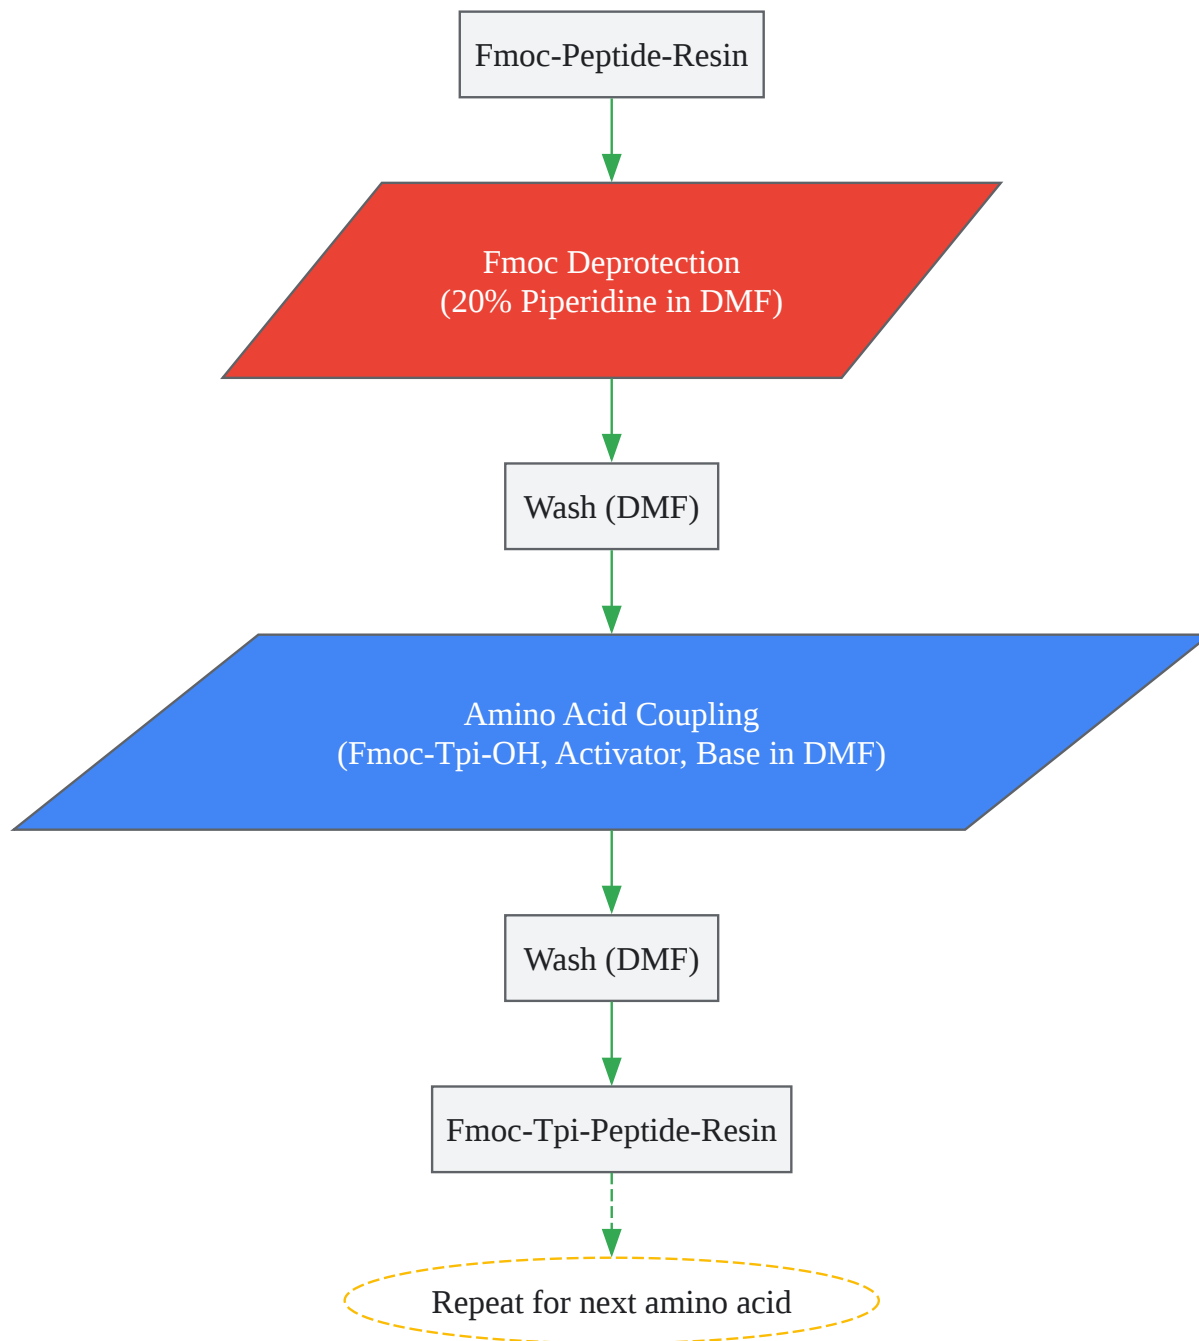 Fmoc-Peptide-Resin
Fmoc Deprotection
(20% Piperidine in DMF)
Wash (DMF)
Amino Acid Coupling
(Fmoc-Tpi-OH, Activator, Base in DMF)
Wash (DMF)
Fmoc-Tpi-Peptide-Resin
Repeat for next amino acid